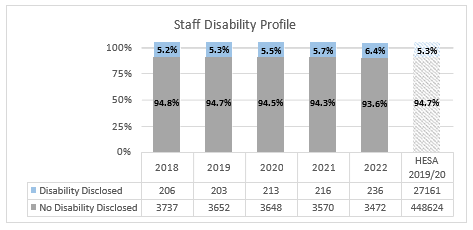 Staff Disability Profile
100%
75%
50%
25%
0%
5.2% 5.3% 5.5% 5.7% 6.4% 5.3%
94.8% 94.7% 94.5% 94.3% 93.6% 94.7%
2018 2019 2020 2021 2022 HESA 2019/20
Disability Disclosed 206 203 213 216 236 27161
No Disability Disclosed 3737 3652 3648 3570 3472 448624